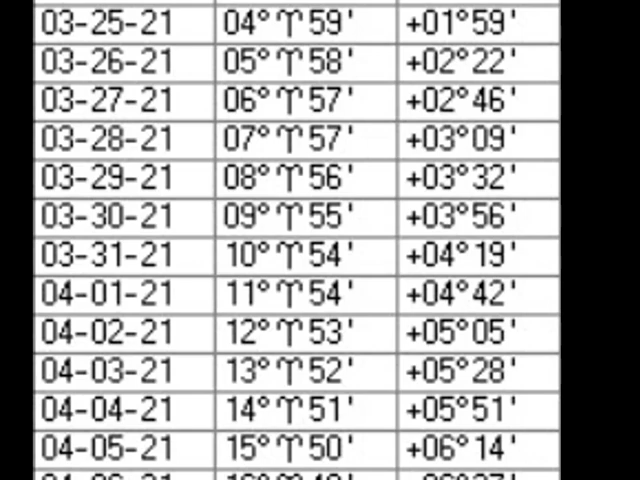 03-25-21 04°♈59' +01°59'
03-26-21 05°♈58' +02°22'
03-27-21 06°♈57' +02°46'
03-28-21 07°♈57' +03°09'
03-29-21 08°♈56' +03°32'
03-30-21 09°♈55' +03°56'
03-31-21 10°♈54' +04°19'
04-01-21 11°♈54' +04°42'
04-02-21 12°♈53' +05°05'
04-03-21 13°♈52' +05°28'
04-04-21 14°♈51' +05°51'
04-05-21 15°♈50' +06°14'